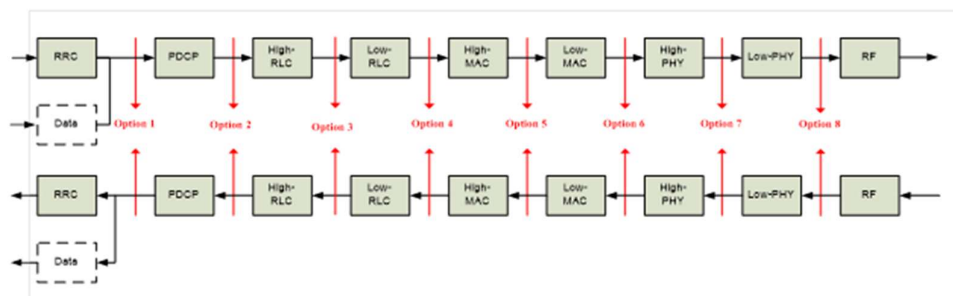 RRC
PDCP
High-
RLC
Low-
RLC
High-
MAC
Low-
MAC
High-
PHY
Low-PHY
RF
Data
Option 1
Option 2
Option 3
Option 4
Option 5
Option 6
Option 7
Option 8
RRC
PDCP
High-
RLC
Low-
RLC
High-
MAC
Low-
MAC
High-
PHY
Low-PHY
RF
Data